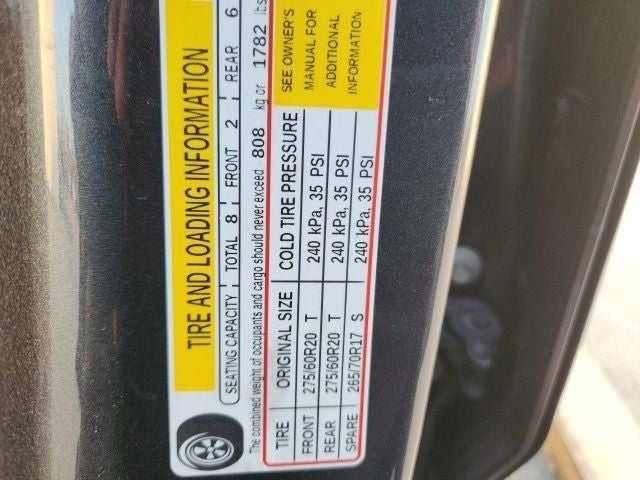 TIRE AND LOADING INFORMATION
SEATING CAPACITY TOTAL 8 FRONT 2 REAR 6
The combined weight of occupants and cargo should never exceed 808 kg or 1782 lbs
TIRE ORIGINAL SIZE COLD TIRE PRESSURE SEE OWNER'S
FRONT 275/60R20 T 240 kPa, 35 PSI MANUAL FOR
REAR 275/60R20 T 240 kPa, 35 PSI ADDITIONAL
SPARE 265/70R17 S 240 kPa, 35 PSI INFORMATION